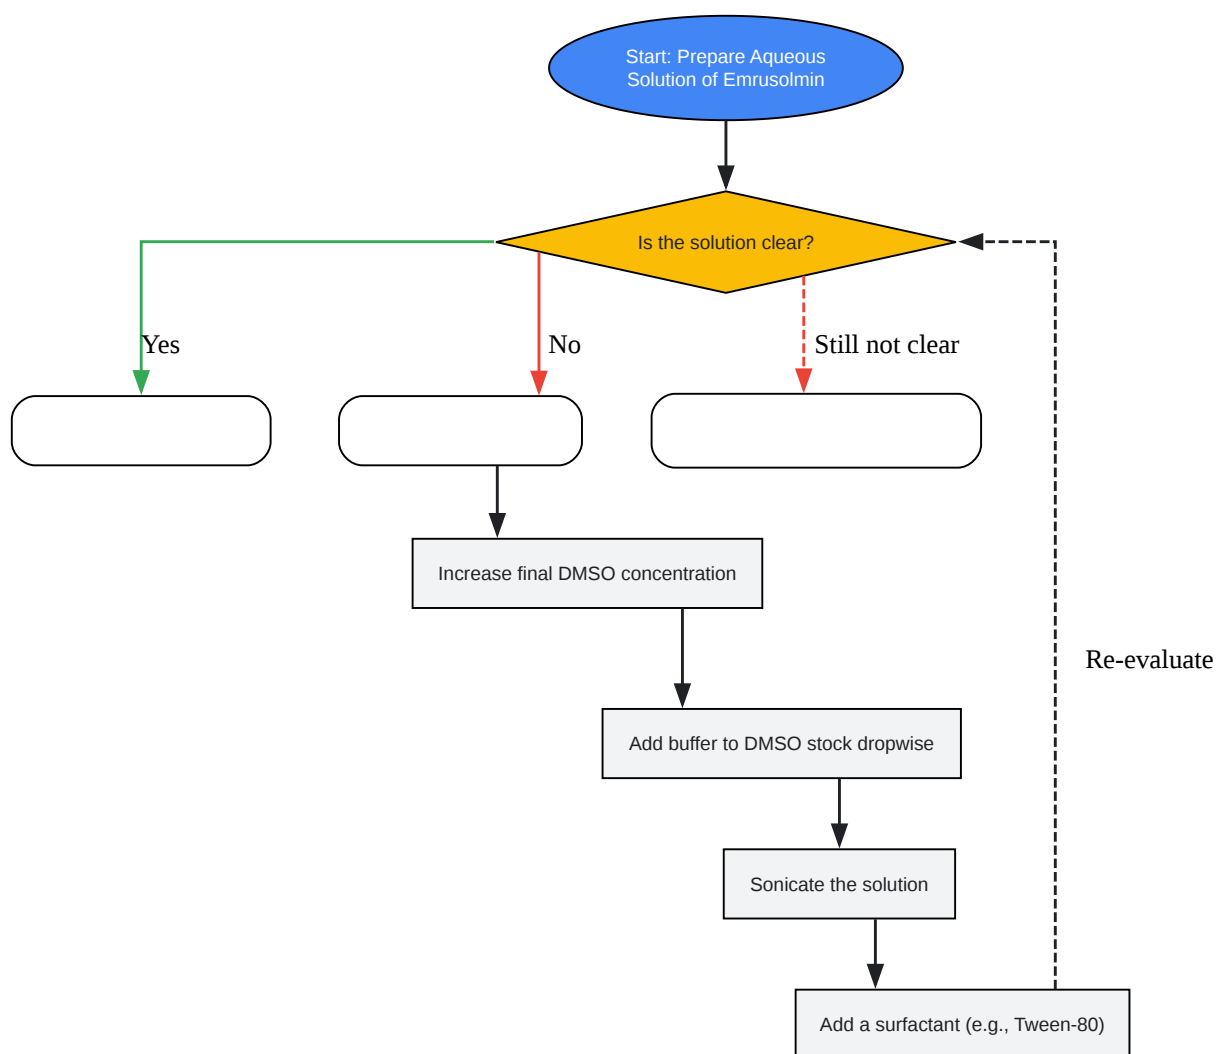 Start: Prepare Aqueous
Solution of Emrusolmin
Is the solution clear?
Yes
No
Still not clear
Increase final DMSO concentration
Re-evaluate
Add buffer to DMSO stock dropwise
Sonicate the solution
Add a surfactant (e.g., Tween-80)